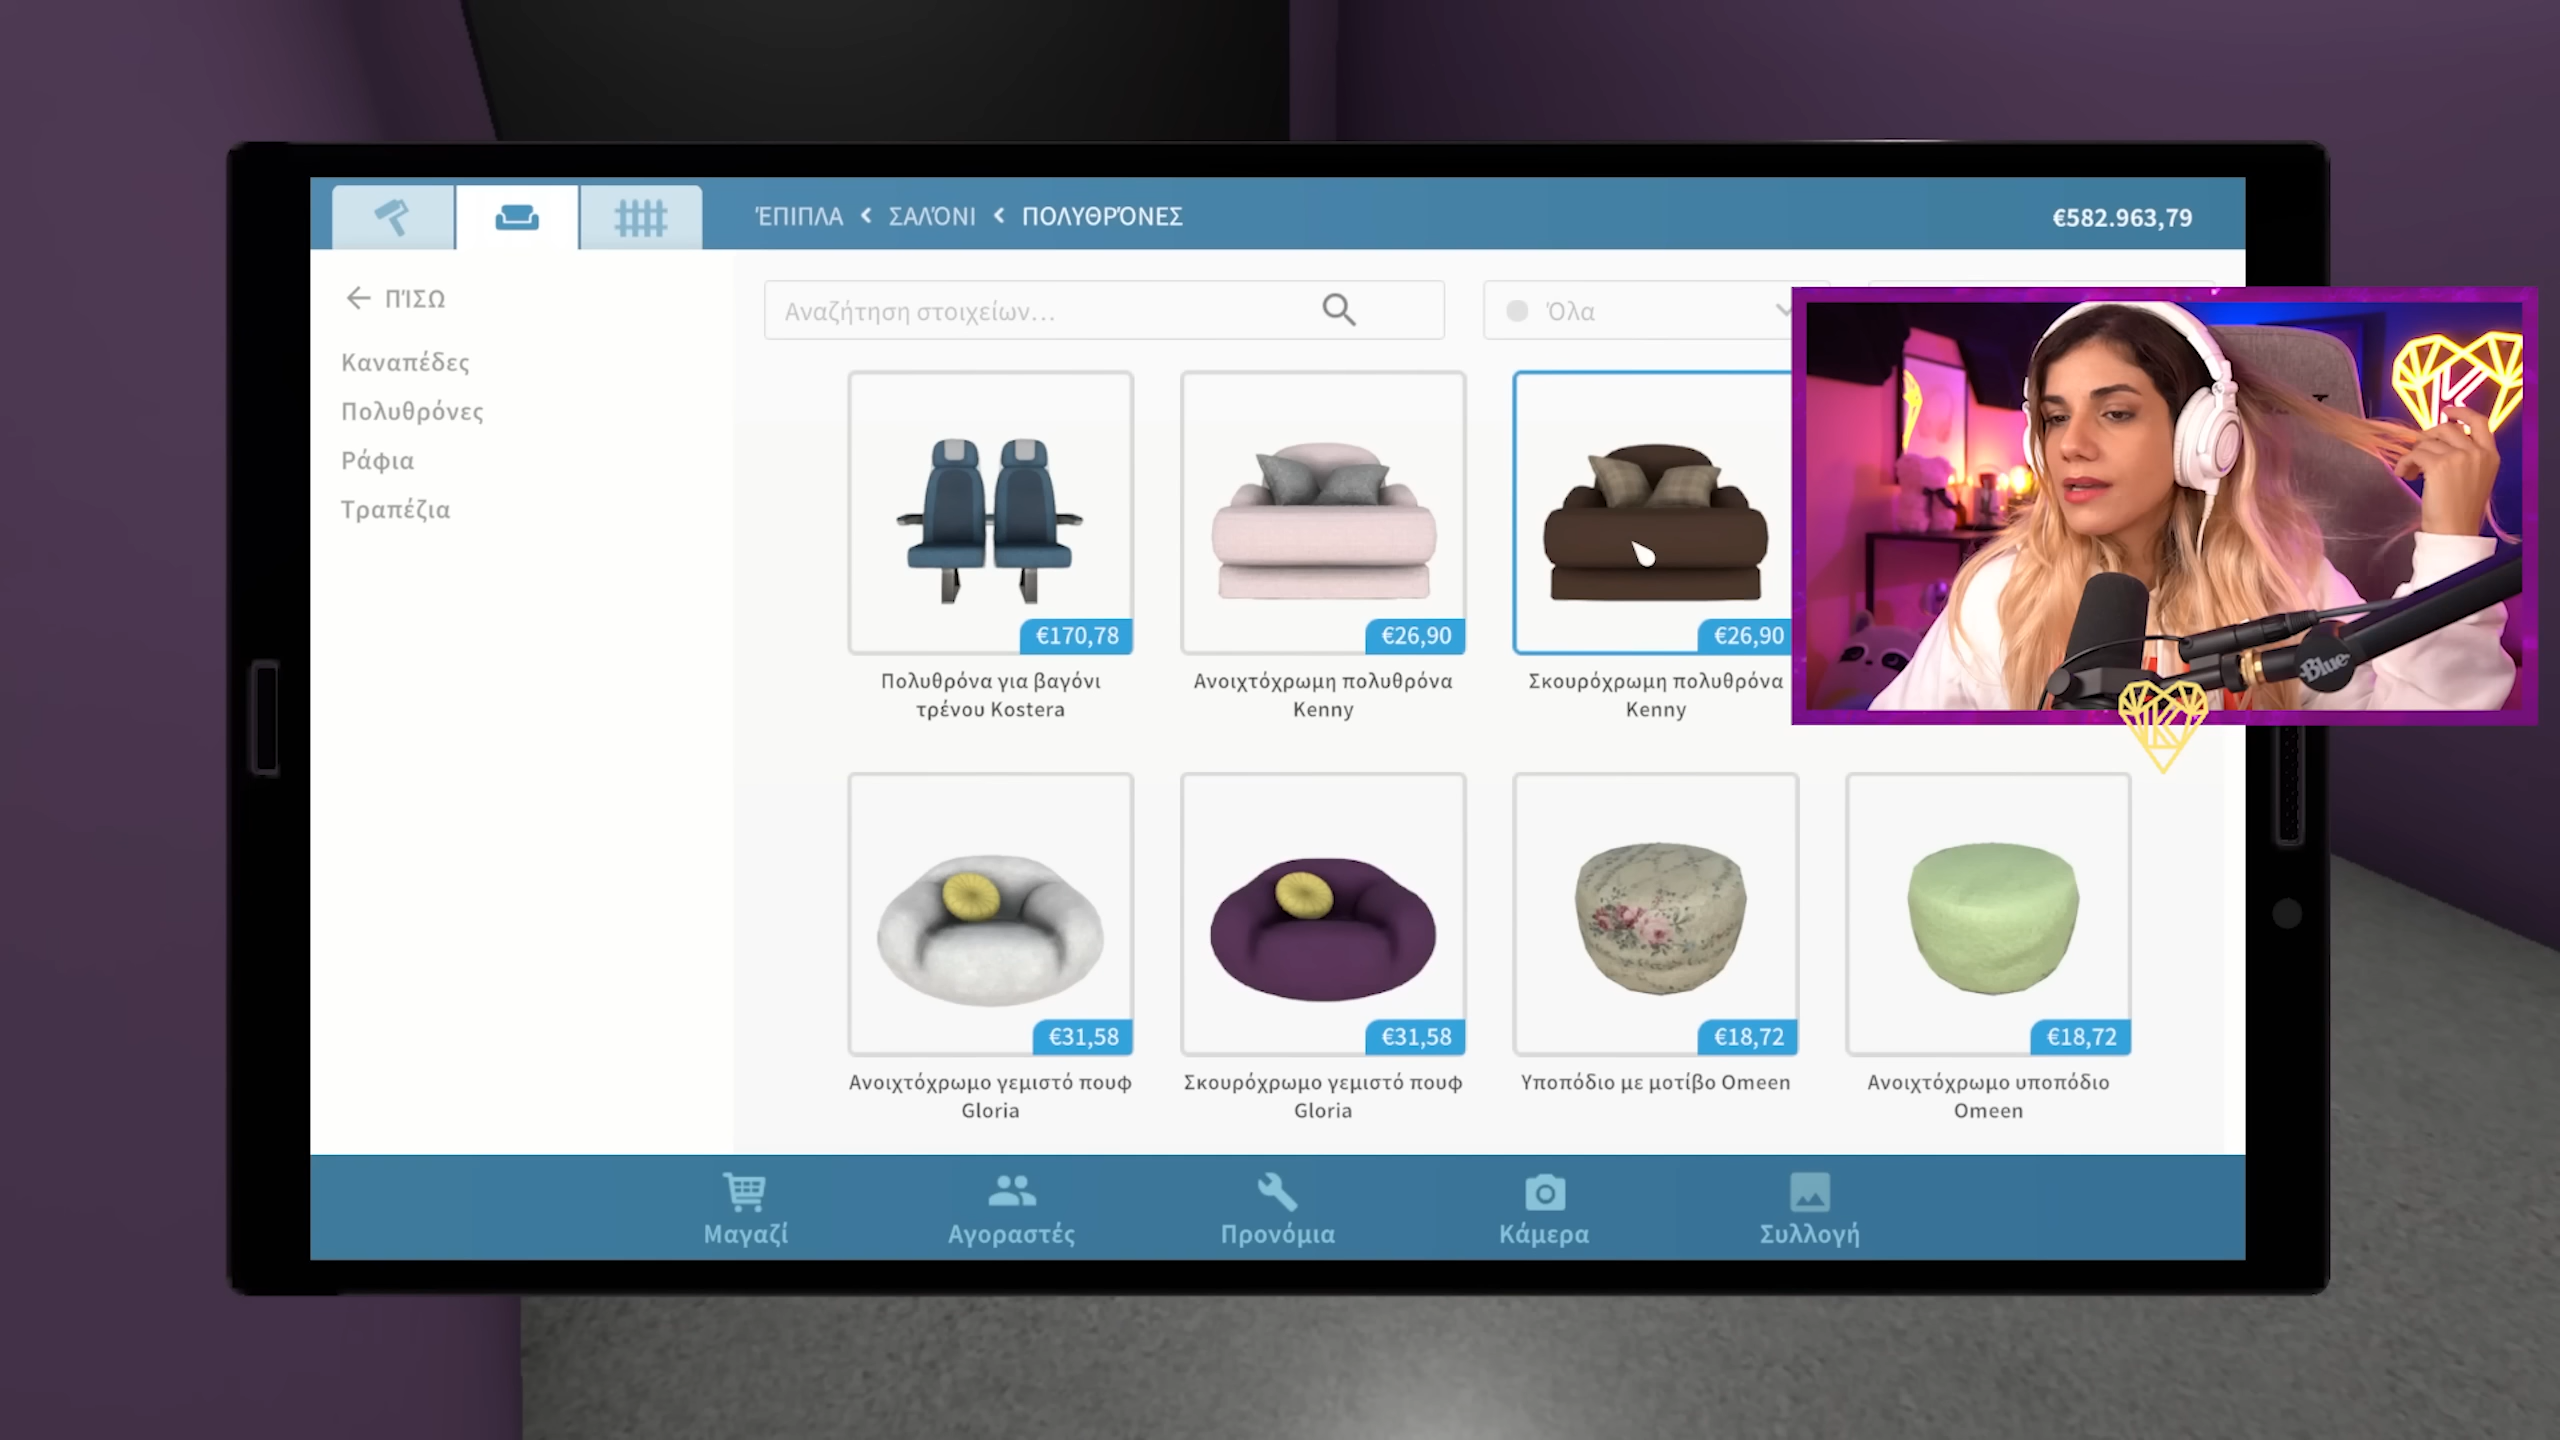 ΈΠΙΠΛΑ < ΣΑΛΌΝΙ < ΠΟΛΥΘΡΌΝΕΣ
€582.963,79
← ΠΊΣΩ
Καναπέδες
Πολυθρόνες
Ράφια
Τραπέζια
Αναζήτηση στοιχείων...
Όλα
€170,78
€26,90
€26,90
Πολυθρόνα για βαγόνι
τρένου Kostera
Ανοιχτόχρωμη πολυθρόνα
Kenny
Σκουρόχρωμη πολυθρόνα
Kenny
Blue
€31,58
€31,58
€18,72
€18,72
Ανοιχτόχρωμο γεμιστό πουφ
Gloria
Σκουρόχρωμο γεμιστό πουφ
Gloria
Υποπόδιο με μοτίβο Omeen
Ανοιχτόχρωμο υποπόδιο
Omeen
Μαγαζί
Αγοραστές
Προνόμια
Κάμερα
Συλλογή